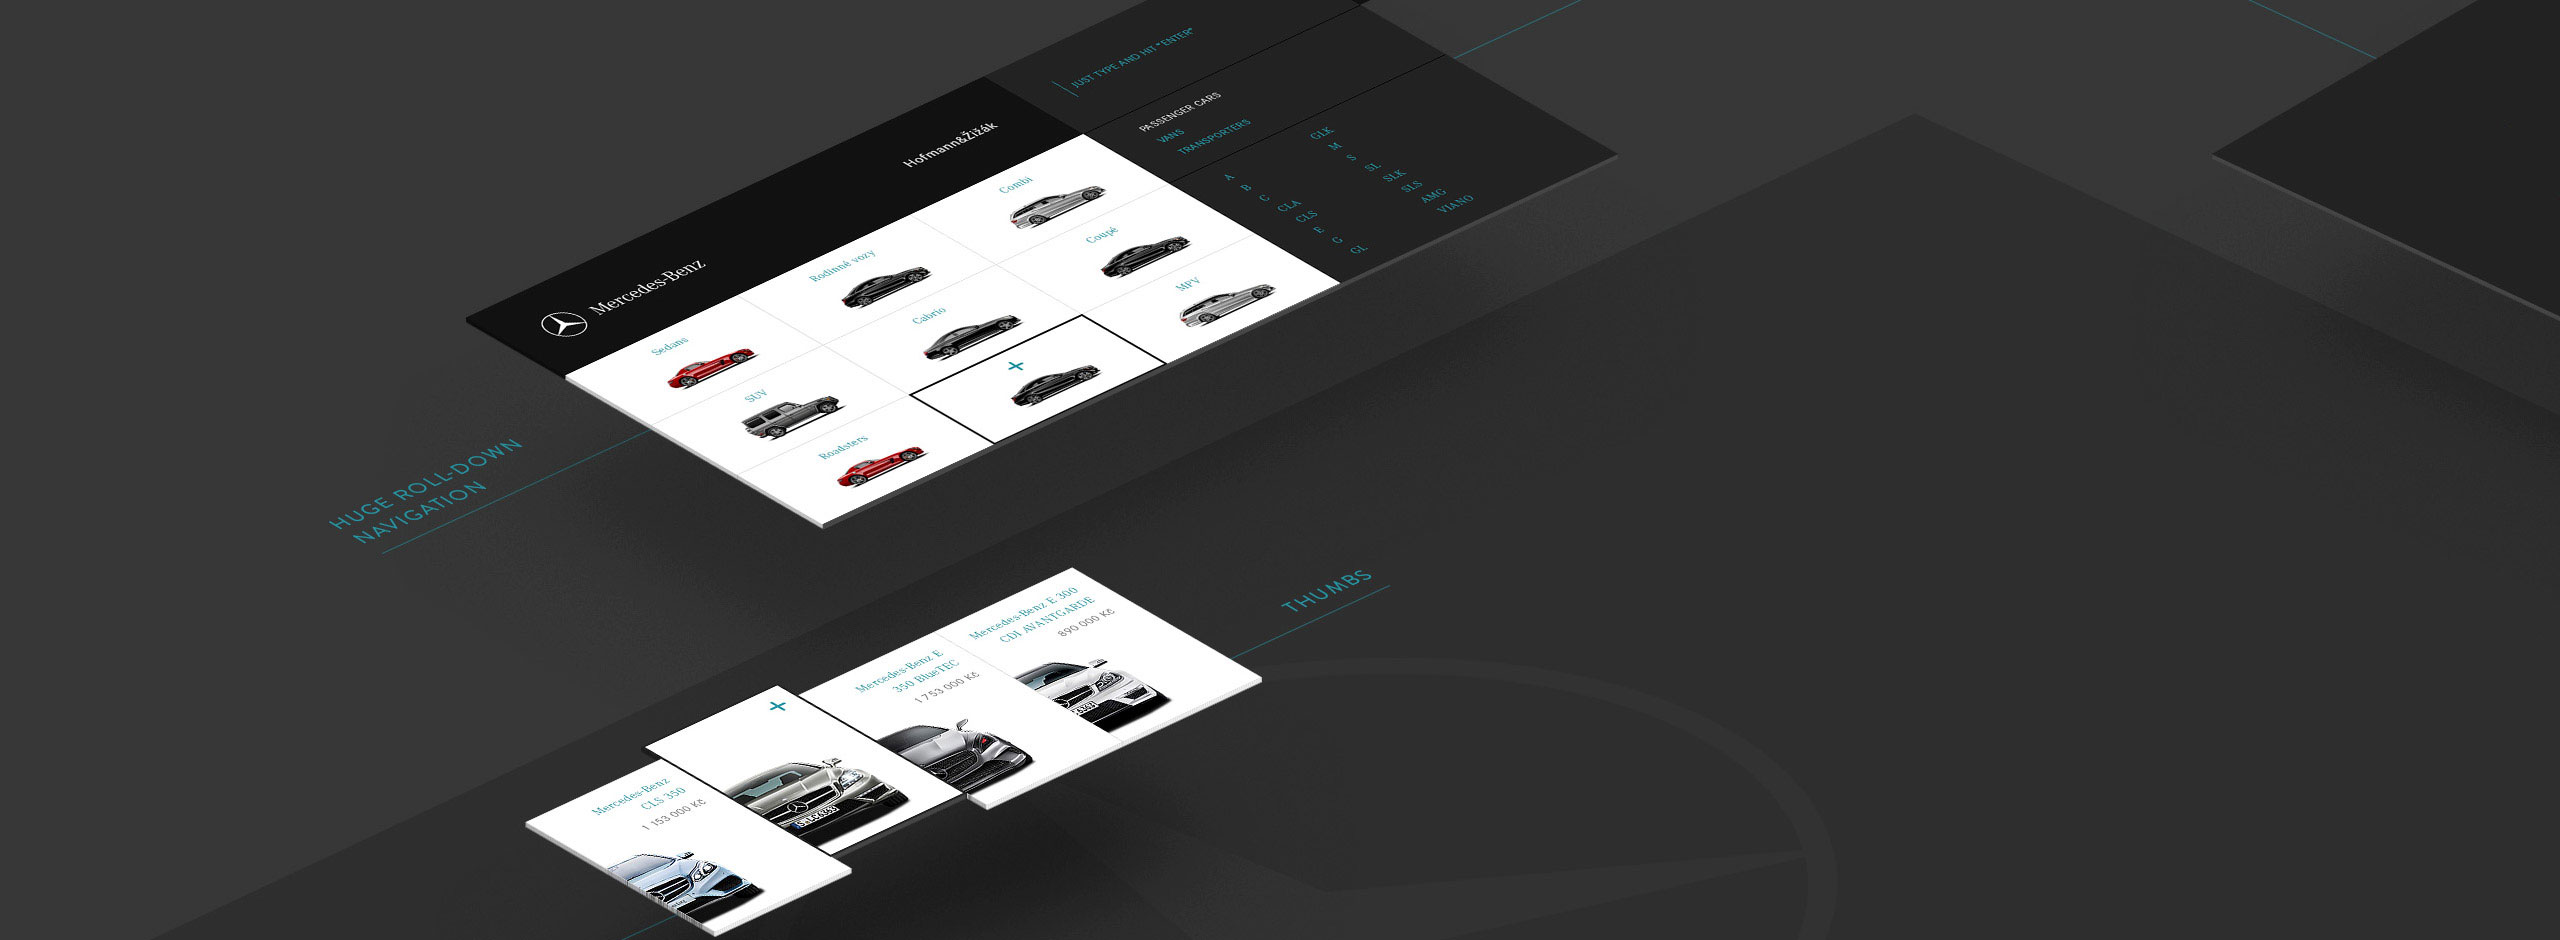 JUST TYPE AND HIT "ENTER"
Hofmann&Žižák
Mercedes-Benz
PASSENGER CARS
VANS
TRANSPORTERS
A
B
C
CLA
CLS
E
G
GL
GLK
M
S
SL
SLK
SLS
AMG
VIANO
Sedans
Rodinné vozy
Combi
SUV
Cabrio
Coupé
Roadsters
+
MPV
HUGE ROLL-DOWN
NAVIGATION
THUMBS
Mercedes-Benz
CLS 350
1 153 000 Kč
+
Mercedes-Benz E
350 BlueTEC
1 753 000 Kč
Mercedes-Benz E 300
CDI AVANTGARDE
890 000 Kč